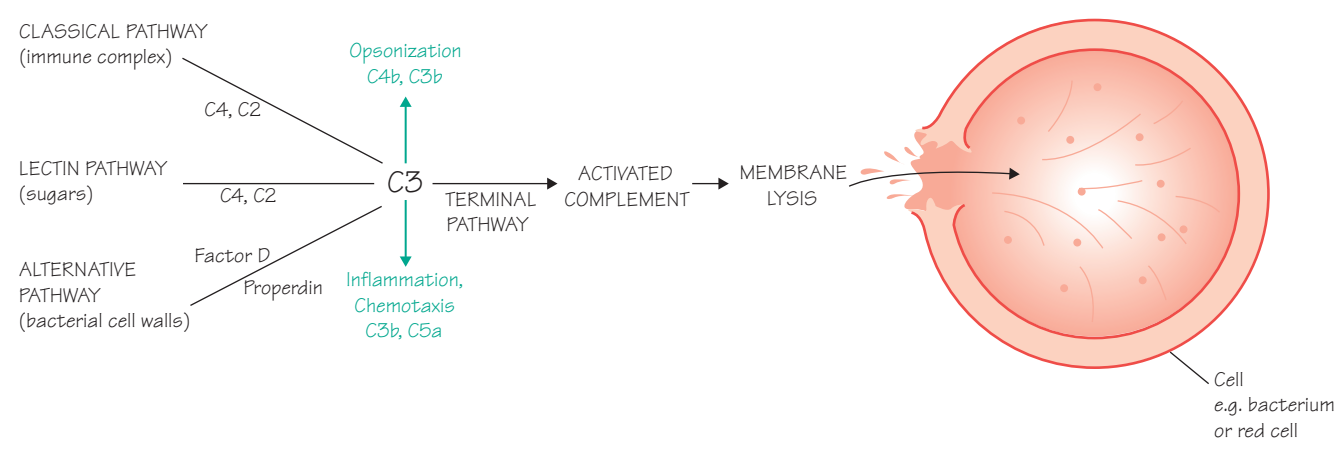 CLASSICAL PATHWAY
(immune complex)
C4, C2
LECTIN PATHWAY
(sugars)
C4, C2
ALTERNATIVE
PATHWAY
(bacterial cell walls)
Factor D
Properdin
Opsonization
C4b, C3b
C3
Inflammation,
Chemotaxis
C3b, C5a
TERMINAL
PATHWAY
ACTIVATED
COMPLEMENT
MEMBRANE
LYSIS
Cell
e.g. bacterium
or red cell